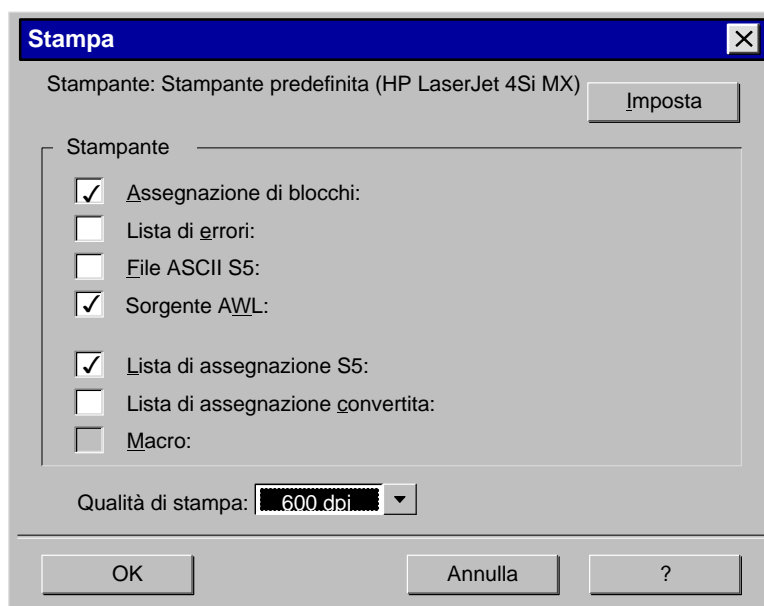 Stampa
Stampante: Stampante predefinita (HP LaserJet 4Si MX)
Imposta
Stampante
Assegnazione di blocchi:
Lista di errori:
File ASCII S5:
Sorgente AWL:
Lista di assegnazione S5:
Lista di assegnazione convertita:
Macro:
Qualità di stampa: 600 dpi
OK Annulla ?